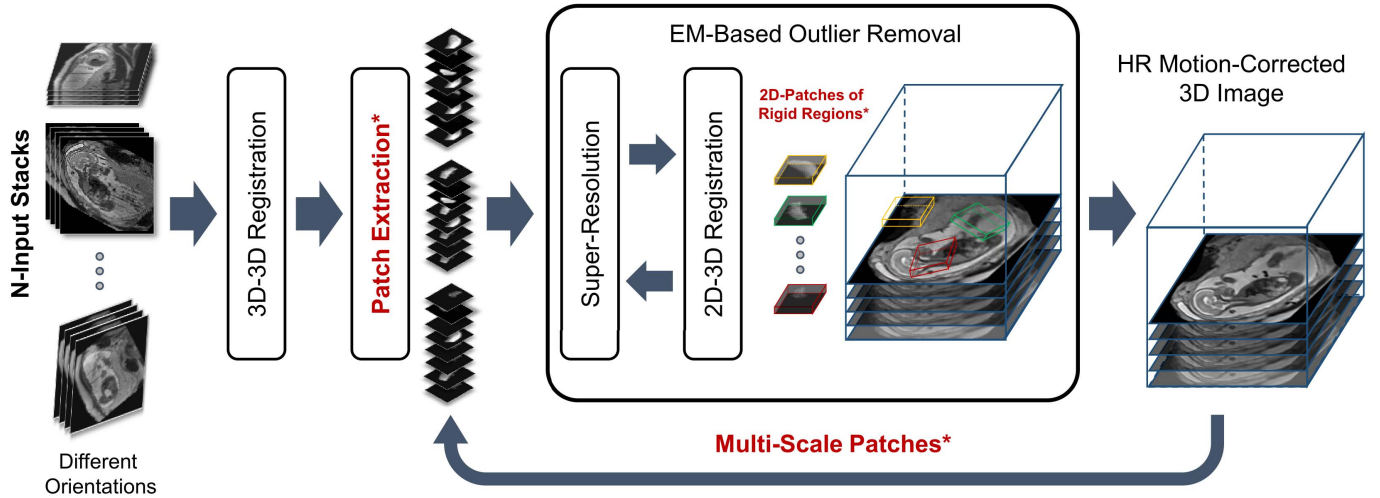 N-Input Stacks
Different
Orientations
3D-3D Registration
Patch Extraction*
EM-Based Outlier Removal
Super-Resolution
2D-3D Registration
2D-Patches of
Rigid Regions*
HR Motion-Corrected
3D Image
Multi-Scale Patches*